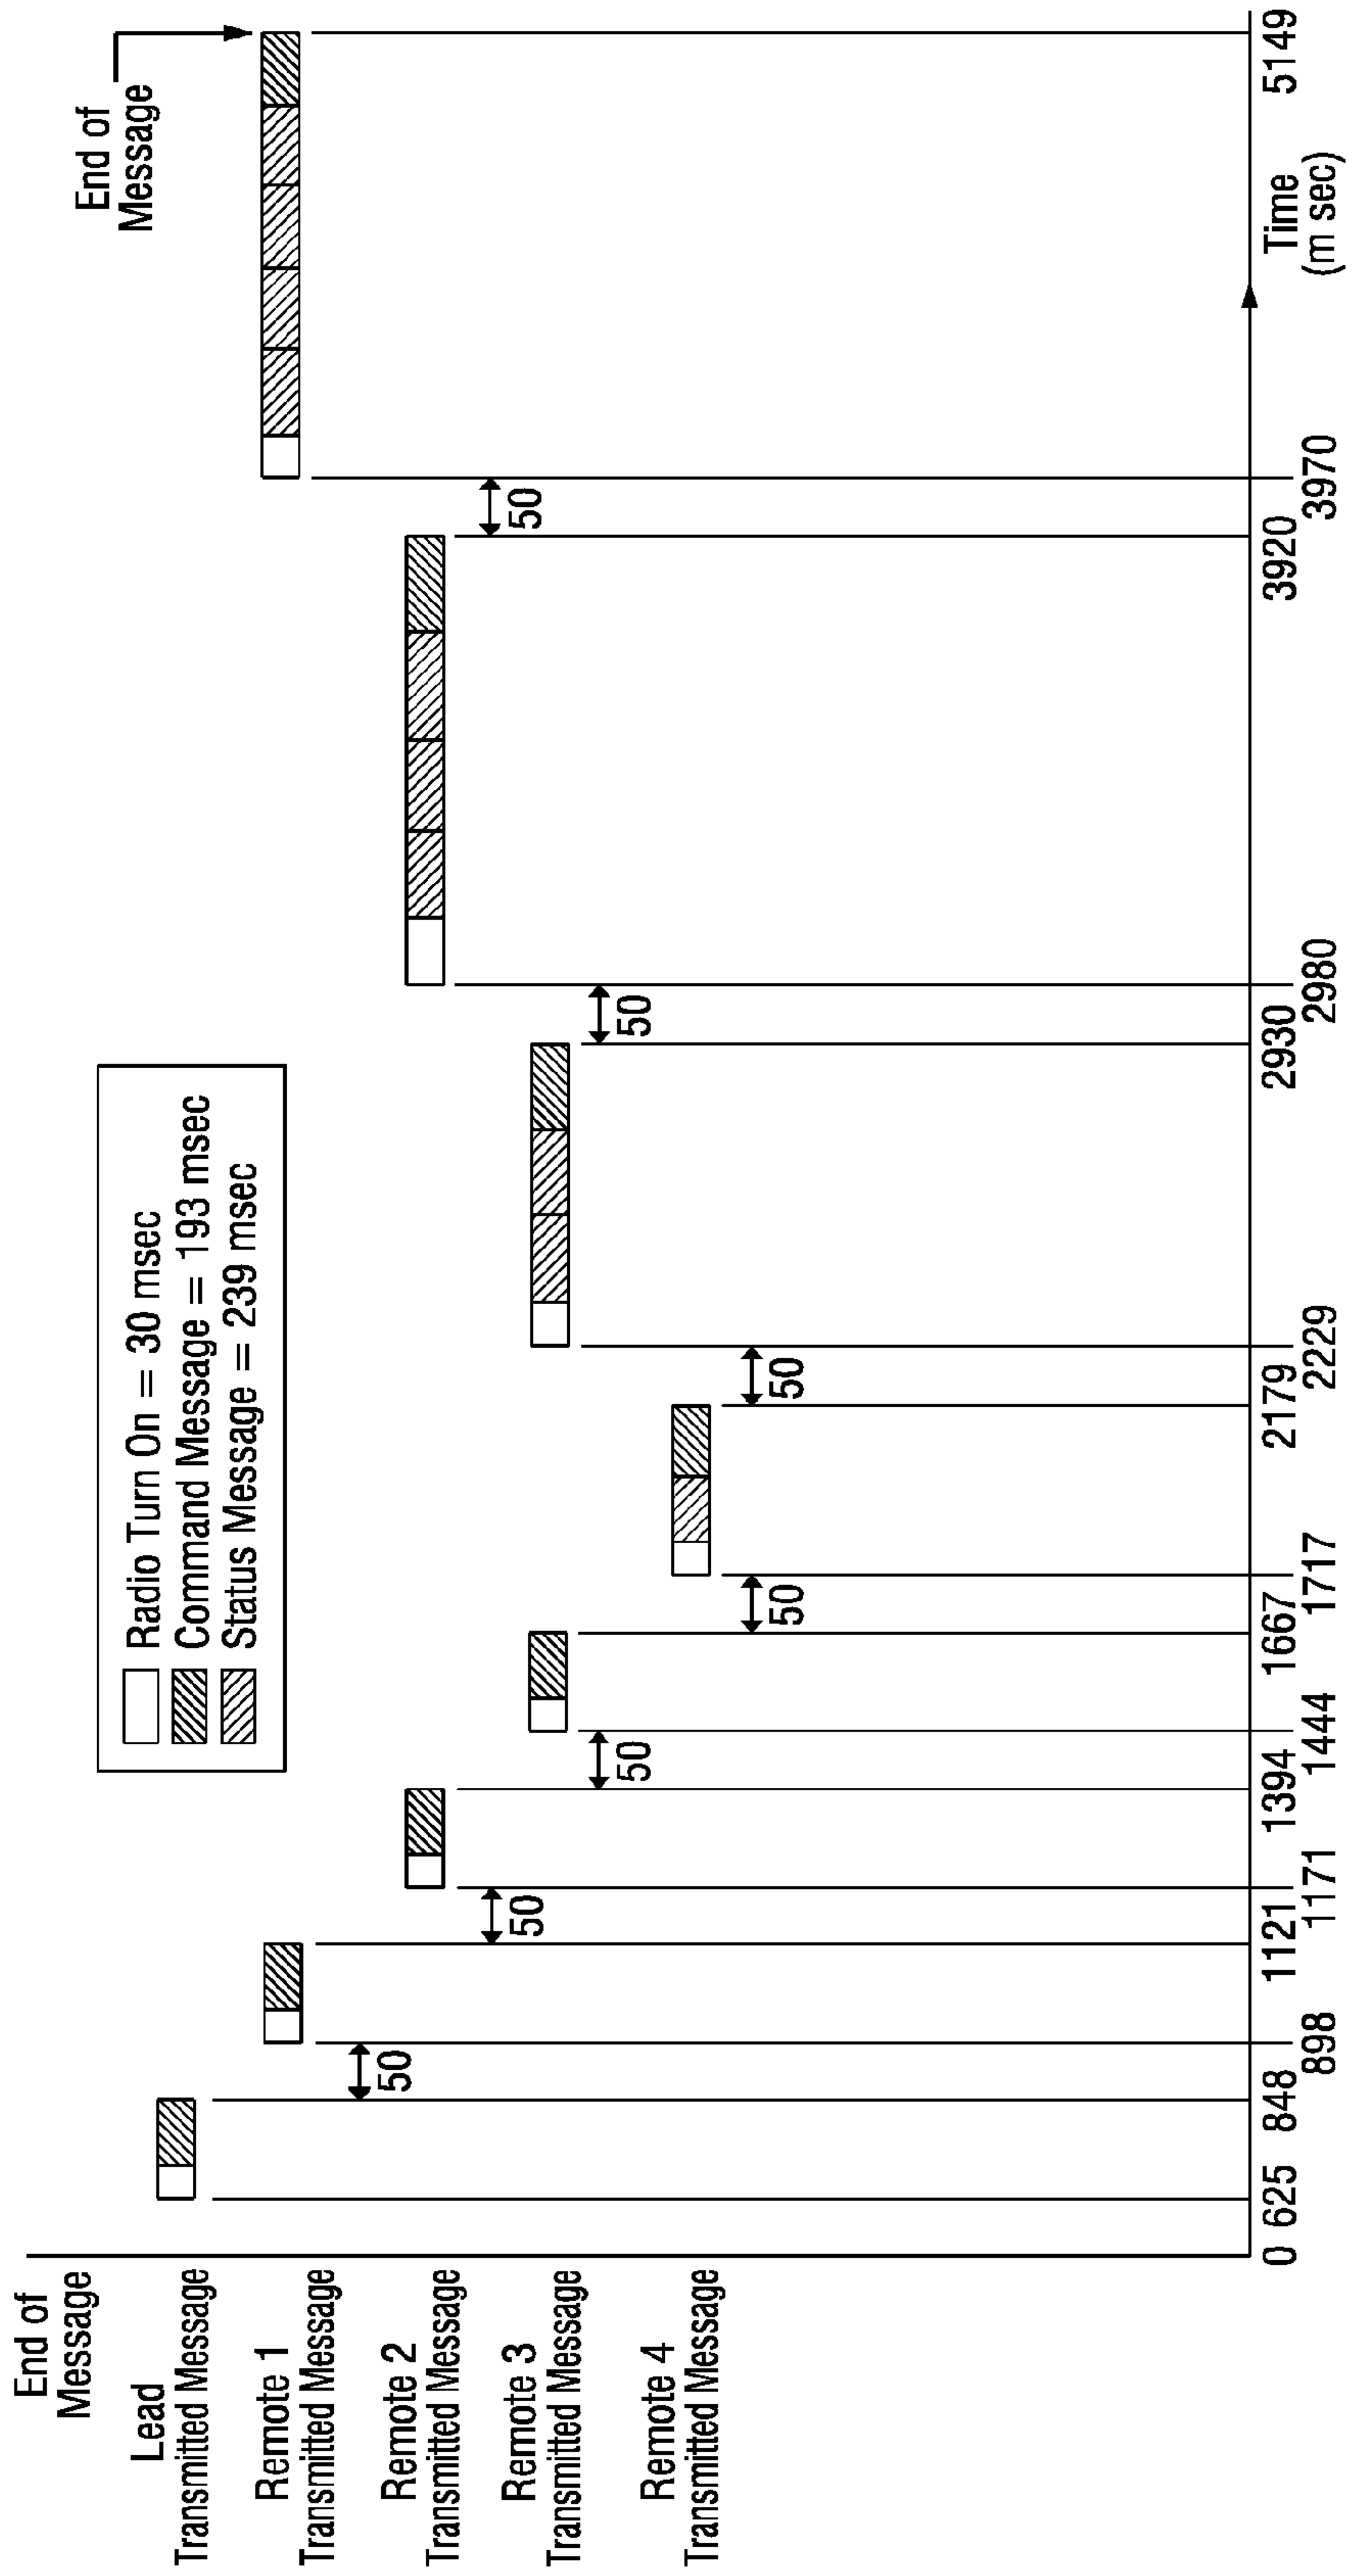 End of
Message
Lead
Transmitted Message
Remote 1
Transmitted Message
Remote 2
Transmitted Message
Remote 3
Transmitted Message
Remote 4
Transmitted Message
Radio Turn On = 30 msec
Command Message = 193 msec
Status Message = 239 msec
End of
Message
50
50
50
50
50
50
50
50
0 625 848 1121 1394 1667 2179 2930 3920 Time 5149
898 1171 1444 1717 2229 2980 3970 (m sec)